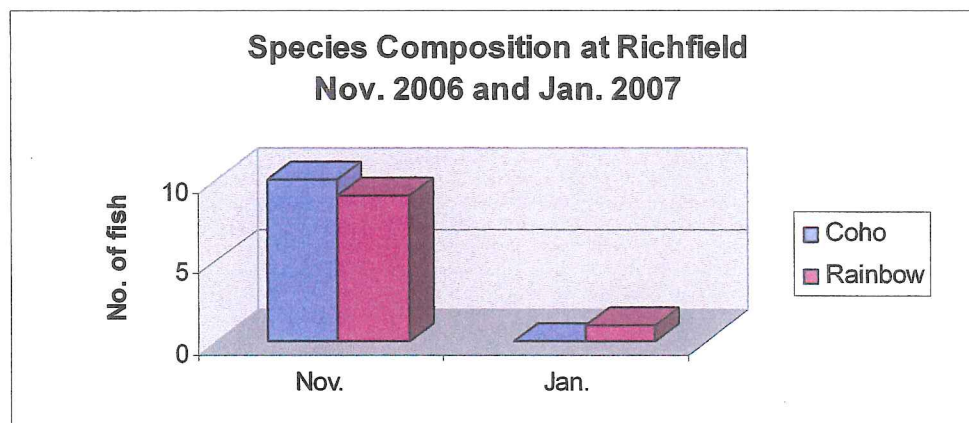 Species Composition at Richfield
Nov. 2006 and Jan. 2007
No. of fish
10
5
0
Nov.
Jan.
Coho
Rainbow